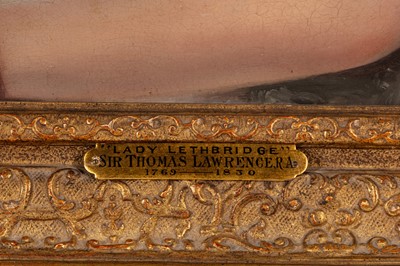 "LADY LETHBRIDGE"
SIR THOMAS LAWRENCE, R.A.
1769 — 1830